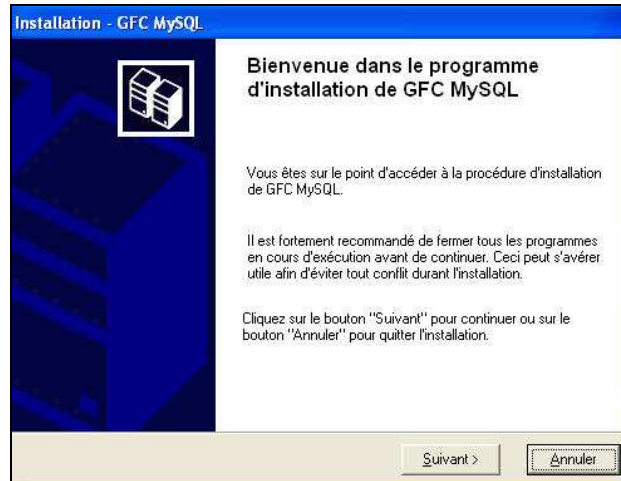 Installation - GFC MySQL
Bienvenue dans le programme
d'installation de GFC MySQL
Vous êtes sur le point d'accéder à la procédure d'installation
de GFC MySQL.
Il est fortement recommandé de fermer tous les programmes
en cours d'exécution avant de continuer. Ceci peut s'avérer
utile afin d'éviter tout conflit durant l'installation.
Cliquez sur le bouton "Suivant" pour continuer ou sur le
bouton "Annuler" pour quitter l'installation.
Suivant > Annuler